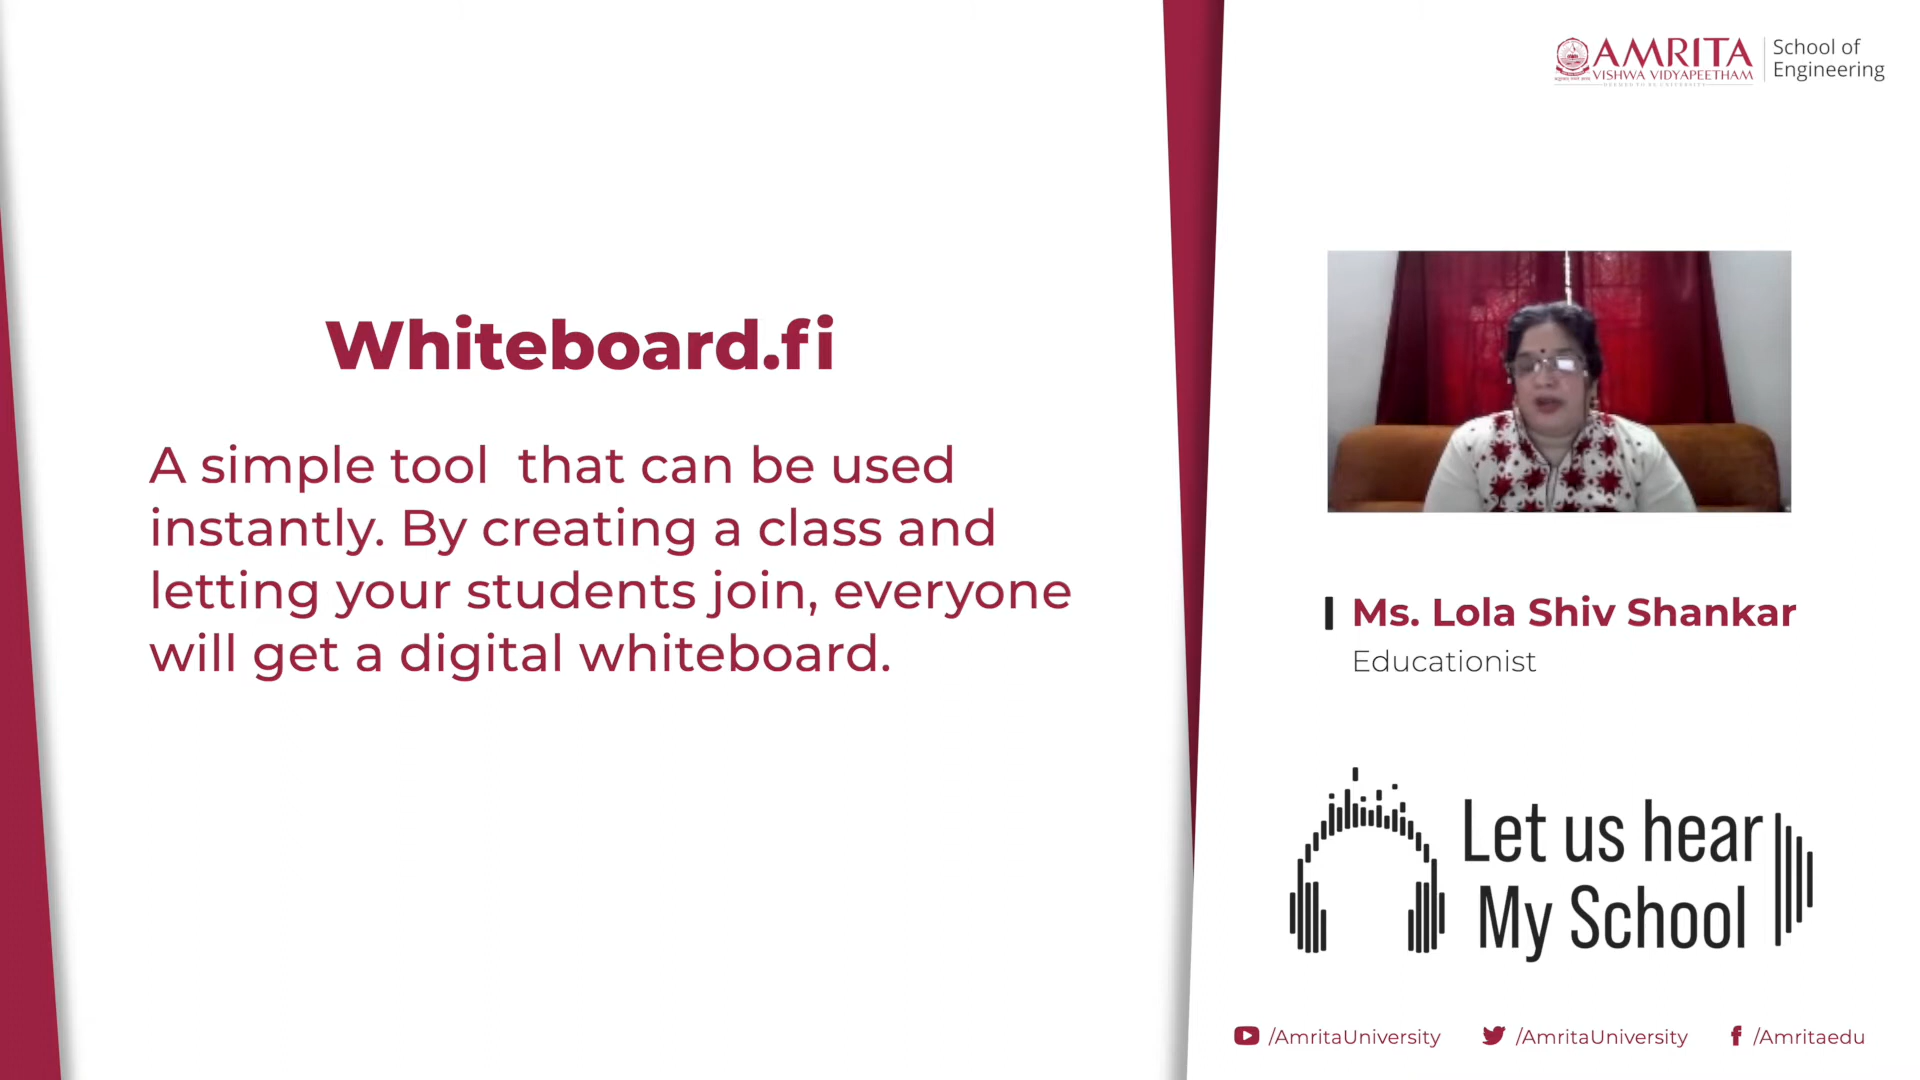 Whiteboard.fi
A simple tool that can be used
instantly. By creating a class and
letting your students join, everyone
will get a digital whiteboard.
AMRITA
VISHWA VIDYAPEETHAM
School of
Engineering
Ms. Lola Shiv Shankar
Educationist
Let us hear
My School
/AmritaUniversity
/AmritaUniversity
/Amritaedu